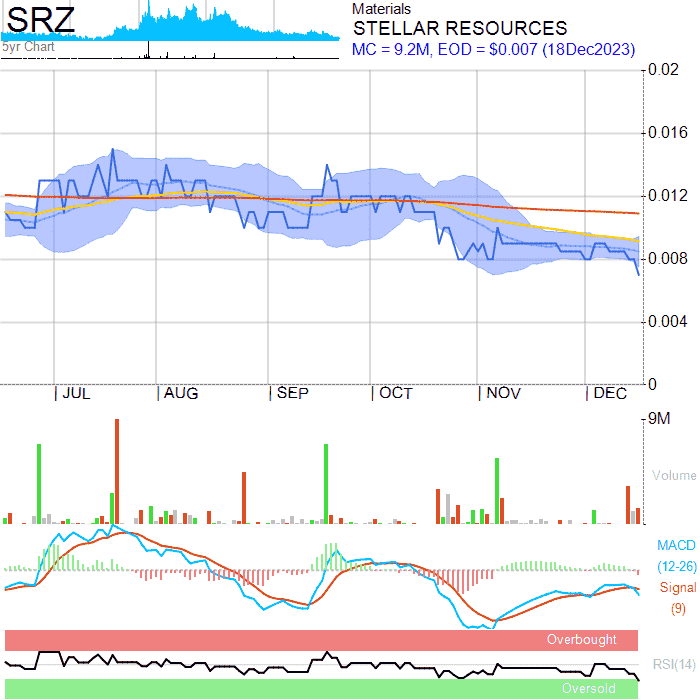 SRZ
5yr Chart
Materials
STELLAR RESOURCES
MC = 9.2M, EOD = $0.007 (18Dec2023)
0.02
0.016
0.012
0.008
0.004
0
JUL AUG SEP OCT NOV DEC
9M
Volume
MACD
(12-26)
Signal
(9)
Overbought
RSI(14)
Oversold